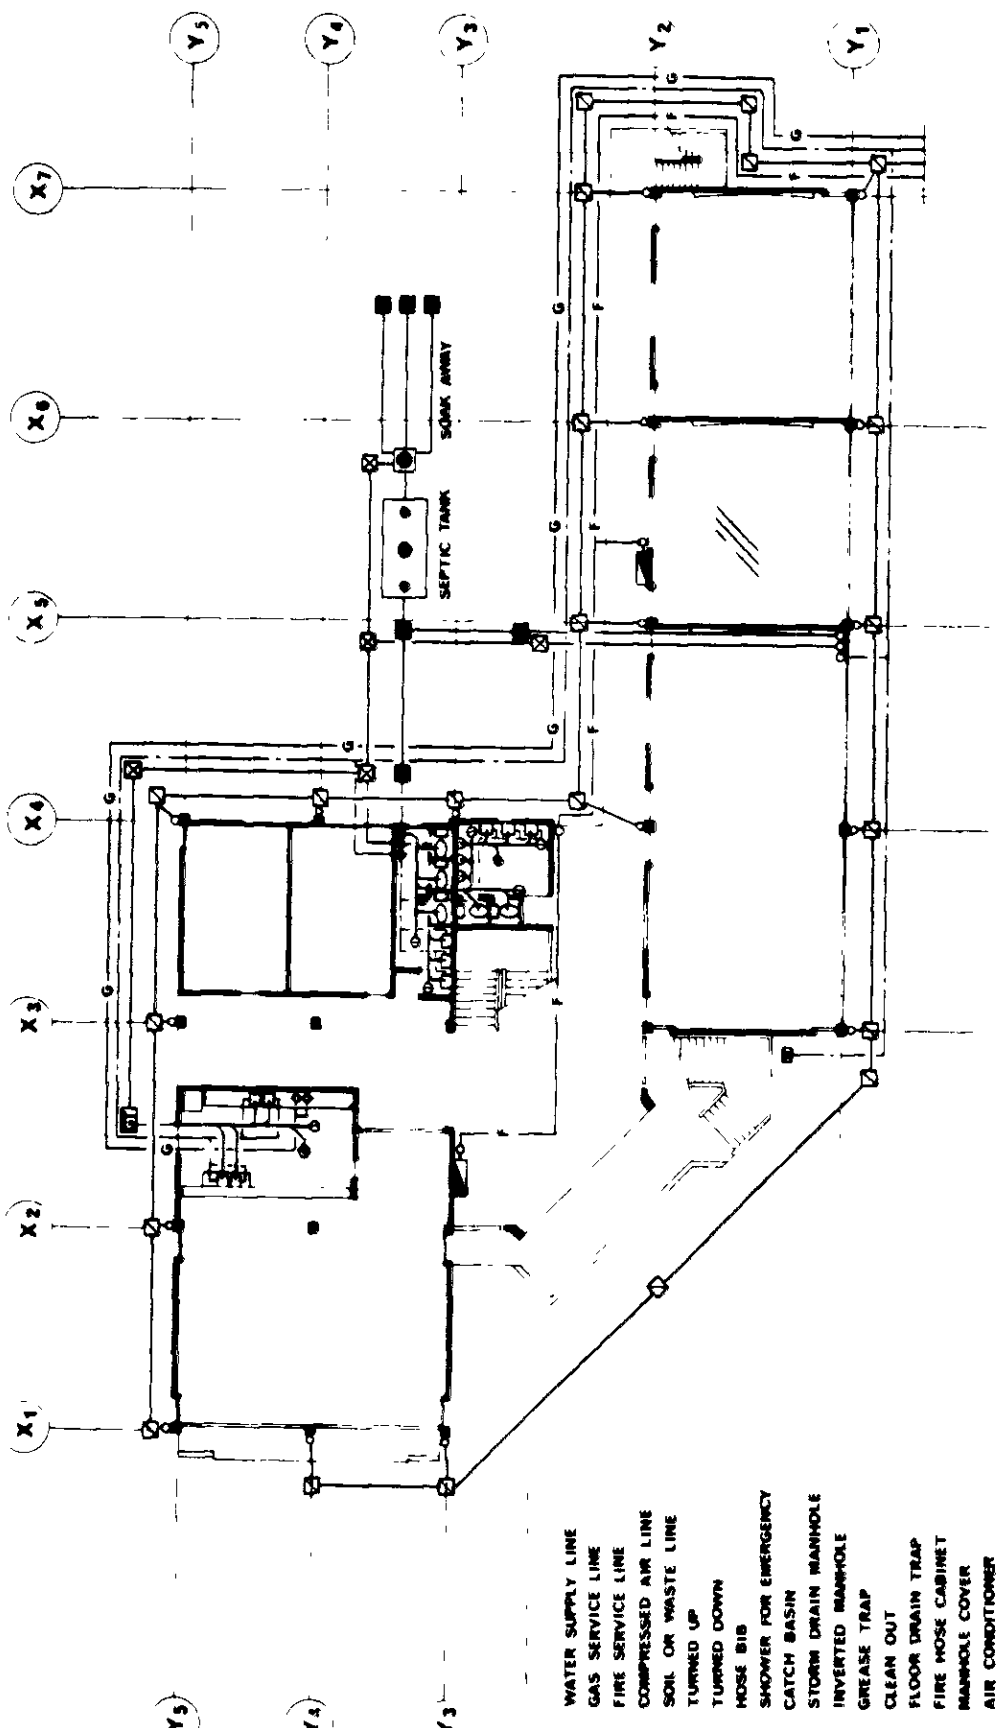 X1
X2
X3
X4
X5
X6
X7
Y5
Y4
Y3
Y2
Y1
Y5
Y4
Y3
G
G
G
G
G
G
G
G
G
F
F
F
F
F
F
GT
SEPTIC TANK
SOAK AWAY
WATER SUPPLY LINE
GAS SERVICE LINE
FIRE SERVICE LINE
COMPRESSED AIR LINE
SOIL OR WASTE LINE
TURNED UP
TURNED DOWN
HOSE BIB
SHOWER FOR EMERGENCY
CATCH BASIN
STORM DRAIN MANHOLE
INVERTED MANHOLE
GREASE TRAP
CLEAN OUT
FLOOR DRAIN TRAP
FIRE HOSE CABINET
MANHOLE COVER
AIR CONDITIONER